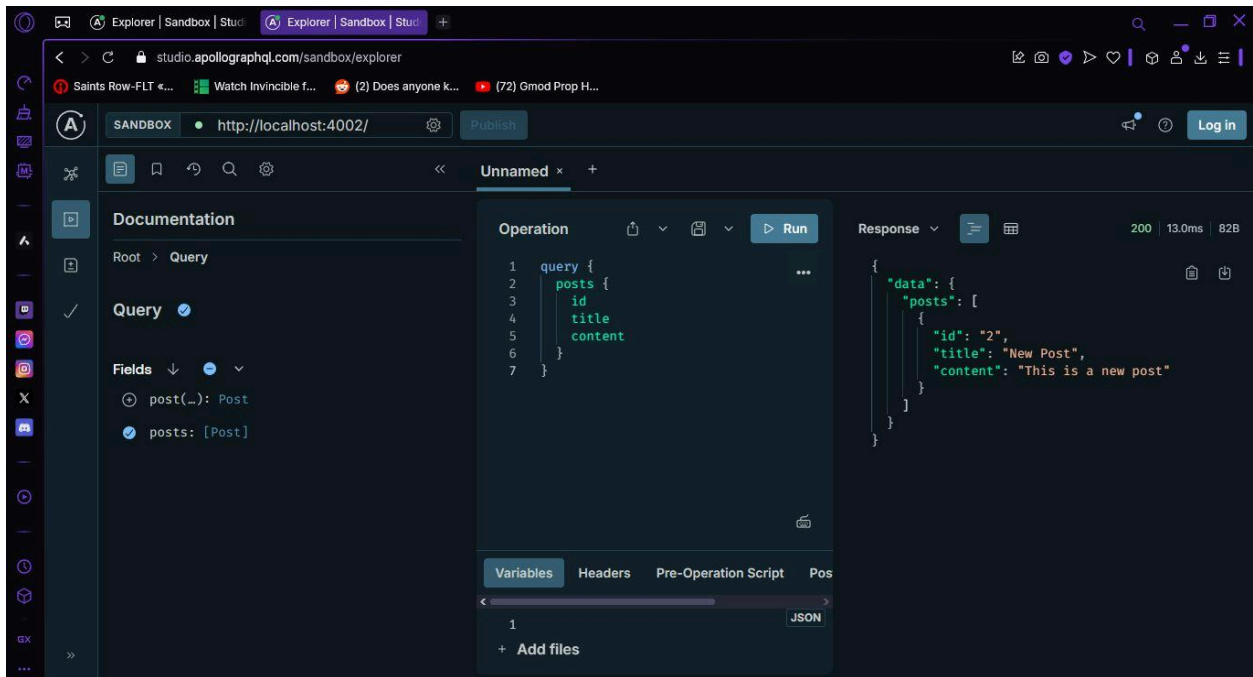 Explorer | Sandbox | Stud
Explorer | Sandbox | Stud
studio.apollographql.com/sandbox/explorer
Saints Row-FLT «...
Watch Invincible f...
(2) Does anyone k...
(72) Gmod Prop H...
SANDBOX
http://localhost:4002/
Publish
Log in
Documentation
Root > Query
Query
Fields
post(…): Post
posts: [Post]
Unnamed
Operation
Run
1 query {
2 posts {
3 id
4 title
5 content
6 }
7 }
Variables Headers Pre-Operation Script Pos
JSON
1
+ Add files
Response
200 13.0ms 82B
{
"data": {
"posts": [
{
"id": "2",
"title": "New Post",
"content": "This is a new post"
}
]
}
}
GX